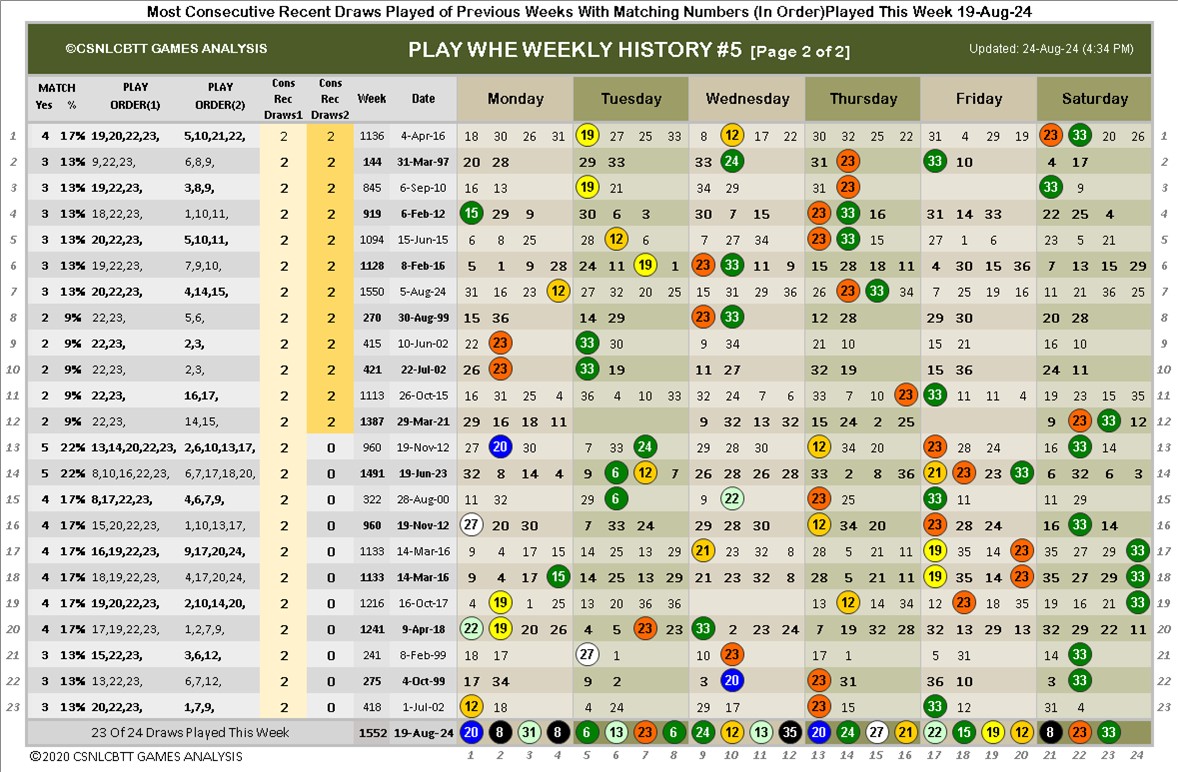 Most Consecutive Recent Draws Played of Previous Weeks With Matching Numbers (In Order)Played This Week 19-Aug-24
©CSNLCBTT GAMES ANALYSIS PLAY WHE WEEKLY HISTORY #5 [Page 2 of 2] Updated: 24-Aug-24 (4:34 PM)
MATCH Yes % PLAY ORDER(1) PLAY ORDER(2) Cons Rec Draws1 Cons Rec Draws2 Week Date Monday Tuesday Wednesday Thursday Friday Saturday
1 4 17% 19,20,22,23, 5,10,21,22, 2 2 1136 4-Apr-16 18 30 26 31 19 27 25 33 8 12 17 22 30 32 25 22 31 4 29 19 23 33 20 26 1
2 3 13% 9,22,23, 6,8,9, 2 2 144 31-Mar-97 20 28 29 33 33 24 31 23 33 10 4 17 2
3 3 13% 19,22,23, 3,8,9, 2 2 845 6-Sep-10 16 13 19 21 34 29 31 23 33 9 3
4 3 13% 18,22,23, 1,10,11, 2 2 919 6-Feb-12 15 29 9 30 6 3 30 7 15 23 33 16 31 14 33 22 25 4 4
5 3 13% 20,22,23, 5,10,11, 2 2 1094 15-Jun-15 6 8 25 28 12 6 7 27 34 23 33 15 27 1 6 23 5 21 5
6 3 13% 19,22,23, 7,9,10, 2 2 1128 8-Feb-16 5 1 9 28 24 11 19 1 23 33 11 9 15 28 18 11 4 30 15 36 7 13 15 29 6
7 3 13% 20,22,23, 4,14,15, 2 2 1550 5-Aug-24 31 16 23 12 27 32 20 25 15 31 29 36 26 23 33 34 7 25 19 16 11 21 36 25 7
8 2 9% 22,23, 5,6, 2 2 270 30-Aug-99 15 36 14 29 23 33 12 28 29 30 20 28 8
9 2 9% 22,23, 2,3, 2 2 415 10-Jun-02 22 23 33 30 9 34 21 10 15 21 16 10 9
10 2 9% 22,23, 2,3, 2 2 421 22-Jul-02 26 23 33 19 11 27 32 19 15 36 24 11 10
11 2 9% 22,23, 16,17, 2 2 1113 26-Oct-15 16 31 25 4 36 4 10 33 32 24 7 6 33 7 10 23 33 11 11 4 19 23 15 35 11
12 2 9% 22,23, 14,15, 2 2 1387 29-Mar-21 29 16 18 11 9 32 13 32 15 24 2 25 9 23 33 12 12
13 5 22% 13,14,20,22,23, 2,6,10,13,17, 2 0 960 19-Nov-12 27 20 30 7 33 24 29 28 30 12 34 20 23 28 24 16 33 14 13
14 5 22% 8,10,16,22,23, 6,7,17,18,20, 2 0 1491 19-Jun-23 32 8 14 4 9 6 12 7 26 28 26 28 33 2 8 36 21 23 23 33 6 32 6 3 14
15 4 17% 8,17,22,23, 4,6,7,9, 2 0 322 28-Aug-00 11 32 29 6 9 22 23 25 33 11 11 29 15
16 4 17% 15,20,22,23, 1,10,13,17, 2 0 960 19-Nov-12 27 20 30 7 33 24 29 28 30 12 34 20 23 28 24 16 33 14 16
17 4 17% 16,19,22,23, 9,17,20,24, 2 0 1133 14-Mar-16 9 4 17 15 14 25 13 29 21 23 32 8 28 5 21 11 19 35 14 23 35 27 29 33 17
18 4 17% 18,19,22,23, 4,17,20,24, 2 0 1133 14-Mar-16 9 4 17 15 14 25 13 29 21 23 32 8 28 5 21 11 19 35 14 23 35 27 29 33 18
19 4 17% 19,20,22,23, 2,10,14,20, 2 0 1216 16-Oct-17 4 19 1 25 13 20 36 36 13 12 14 34 12 23 18 35 19 16 21 33 19
20 4 17% 17,19,22,23, 1,2,7,9, 2 0 1241 9-Apr-18 22 19 20 26 4 5 23 23 33 2 23 24 7 19 32 28 32 13 29 13 32 29 22 11 20
21 3 13% 15,22,23, 3,6,12, 2 0 241 8-Feb-99 18 17 27 1 10 23 17 1 5 31 14 33 21
22 3 13% 13,22,23, 6,7,12, 2 0 275 4-Oct-99 17 34 9 2 3 20 23 31 36 10 3 33 22
23 3 13% 20,22,23, 1,7,9, 2 0 418 1-Jul-02 12 18 4 24 29 17 23 15 33 12 31 4 23
23 Of 24 Draws Played This Week 1552 19-Aug-24 20 8 31 8 6 13 23 6 24 12 13 35 20 24 27 21 22 15 19 12 8 23 33
©2020 CSNLCBTT GAMES ANALYSIS 1 2 3 4 5 6 7 8 9 10 11 12 13 14 15 16 17 18 19 20 21 22 23 24